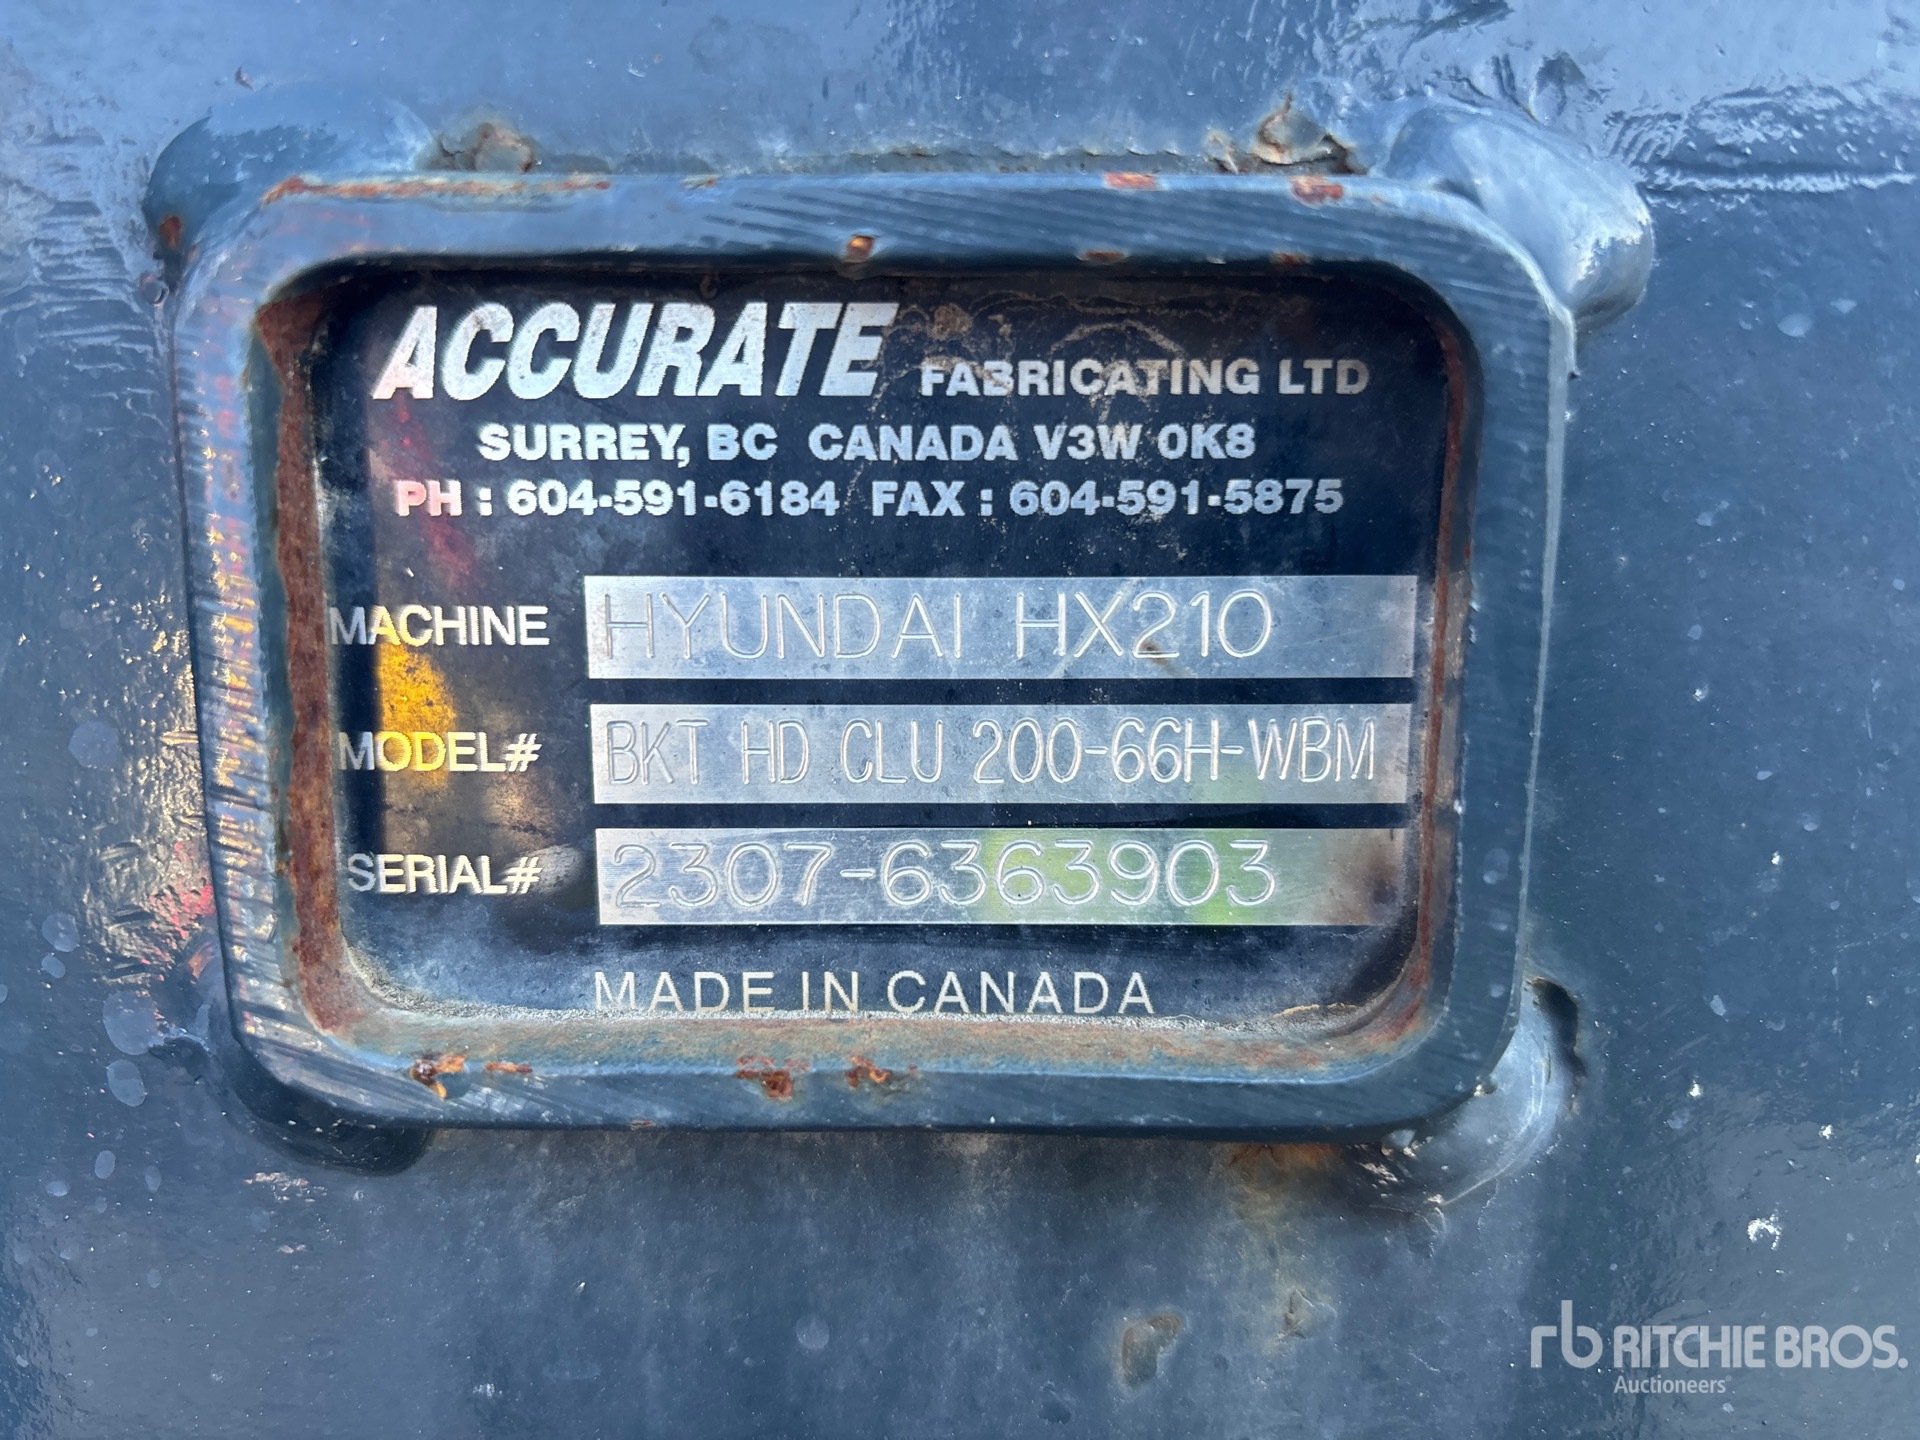 ACCURATE FABRICATING LTD
SURREY, BC CANADA V3W 0K8
PH : 604-591-6184 FAX : 604-591-5875
MACHINE HYUNDAI HX210
MODEL# BKT HD CLU 200-66H-WBM
SERIAL# 2307-6363903
MADE IN CANADA
rb RITCHIE BROS.
Auctioneers